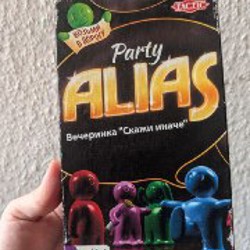 TACTIC
ВОЗЬМИ
В ДОРОГУ
Party
ALIAS
Вечеринка "Скажи иначе"